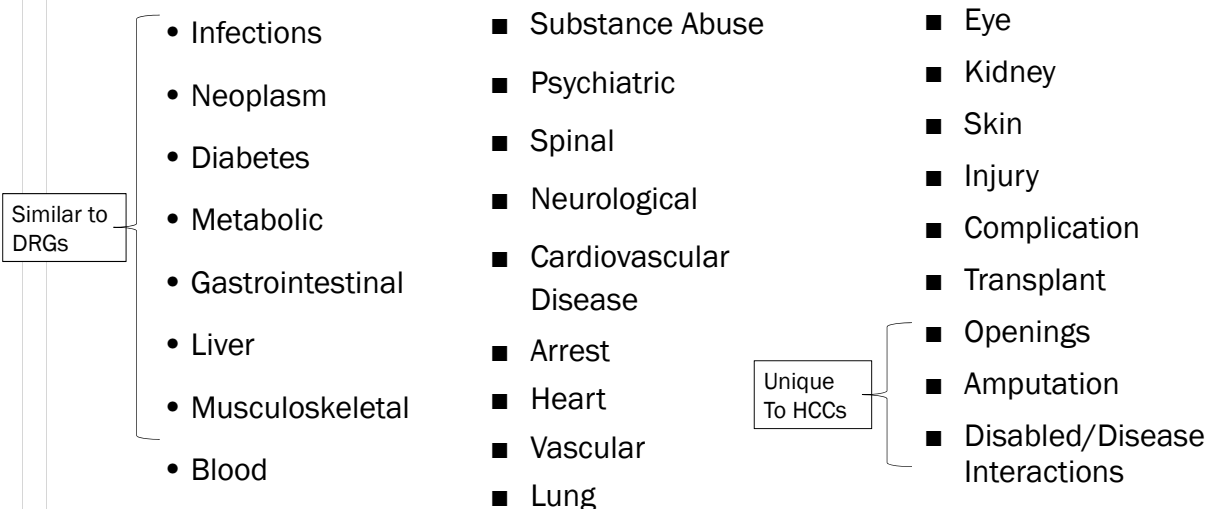 Similar to
DRGs
• Infections
• Neoplasm
• Diabetes
• Metabolic
• Gastrointestinal
• Liver
• Musculoskeletal
• Blood
■ Substance Abuse
■ Psychiatric
■ Spinal
■ Neurological
■ Cardiovascular
Disease
■ Arrest
■ Heart
■ Vascular
■ Lung
Unique
To HCCs
■ Eye
■ Kidney
■ Skin
■ Injury
■ Complication
■ Transplant
■ Openings
■ Amputation
■ Disabled/Disease
Interactions